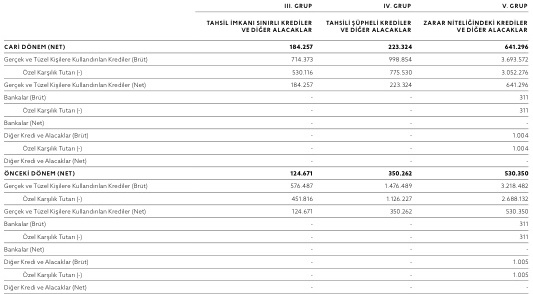 III. GRUP IV. GRUP V. GRUP
TAHSİL İMKANI SINIRLI KREDİLER VE DİĞER ALACAKLAR TAHSİLİ ŞÜPHELİ KREDİLER VE DİĞER ALACAKLAR ZARAR NİTELİĞİNDEKİ KREDİLER VE DİĞER ALACAKLAR
CARİ DÖNEM (NET) 184.257 223.324 641.296
Gerçek ve Tüzel Kişilere Kullandırılan Krediler (Brüt) 714.373 998.854 3.693.572
Özel Karşılık Tutarı (-) 530.116 775.530 3.052.276
Gerçek ve Tüzel Kişilere Kullandırılan Krediler (Net) 184.257 223.324 641.296
Bankalar (Brüt) - - 311
Özel Karşılık Tutarı (-) - - 311
Bankalar (Net) - - -
Diğer Kredi ve Alacaklar (Brüt) - - 1.004
Özel Karşılık Tutarı (-) - - 1.004
Diğer Kredi ve Alacaklar (Net) - - -
ÖNCEKİ DÖNEM (NET) 124.671 350.262 530.350
Gerçek ve Tüzel Kişilere Kullandırılan Krediler (Brüt) 576.487 1.476.489 3.218.482
Özel Karşılık Tutarı (-) 451.816 1.126.227 2.688.132
Gerçek ve Tüzel Kişilere Kullandırılan Krediler (Net) 124.671 350.262 530.350
Bankalar (Brüt) - - 311
Özel Karşılık Tutarı (-) - - 311
Bankalar (Net) - - -
Diğer Kredi ve Alacaklar (Brüt) - - 1.005
Özel Karşılık Tutarı (-) - - 1.005
Diğer Kredi ve Alacaklar (Net) - - -